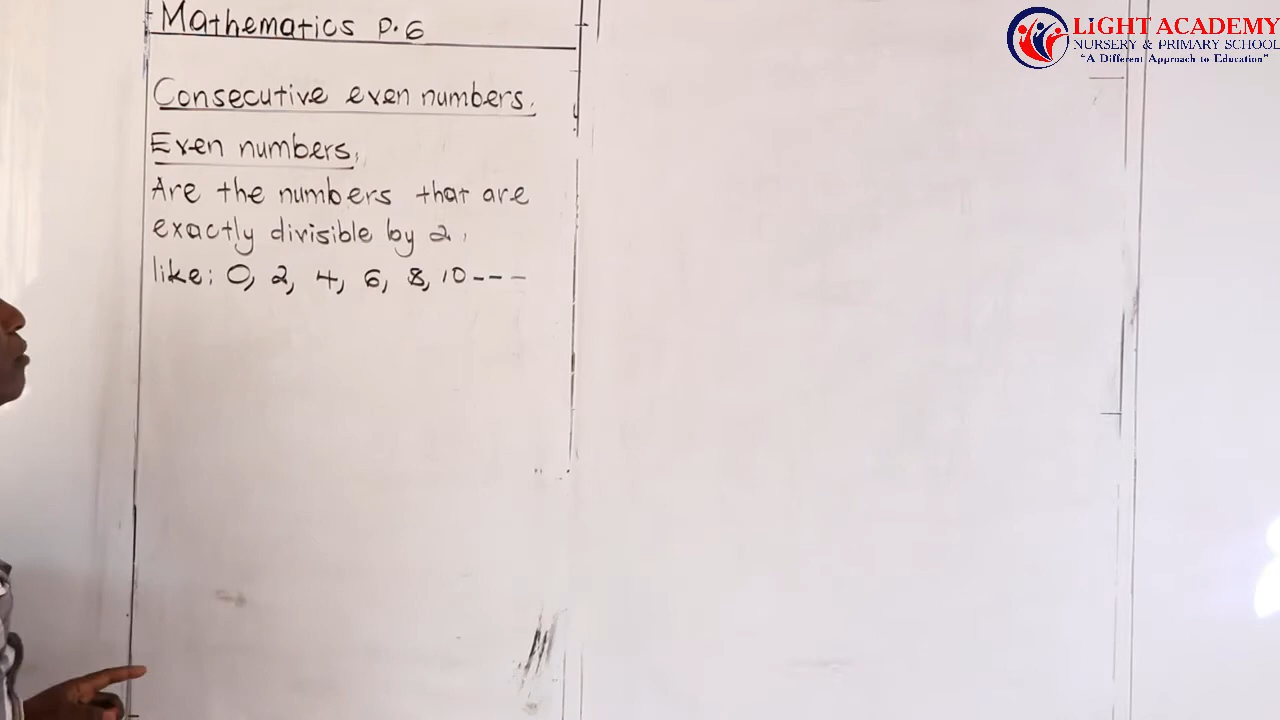 Mathematics P.6
LIGHT ACADEMY
NURSERY & PRIMARY SCHOOL
"A Different Approach to Education"
Consecutive even numbers.
Even numbers,
Are the numbers that are
exactly divisible by 2,
like: 0, 2, 4, 6, 8, 10 - - -